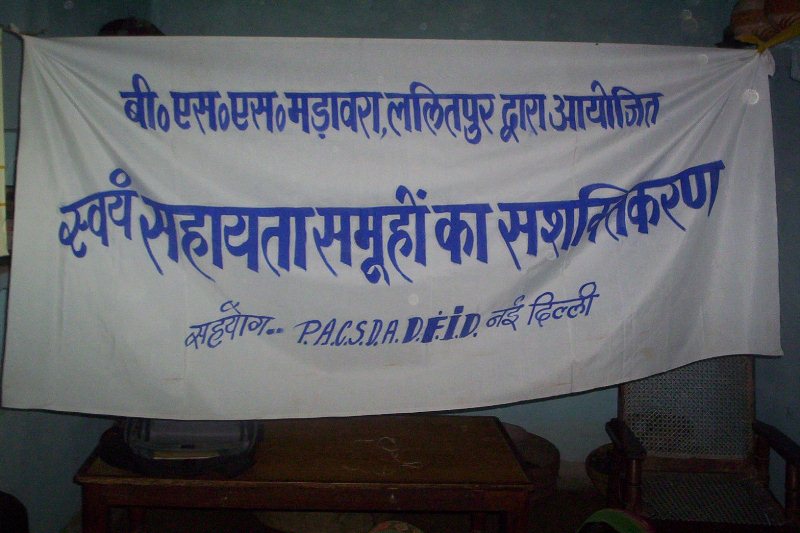 बी॰ एस॰ एस॰ मड़ावरा, ललितपुर द्वारा आयोजित
स्वयं सहायता समूहों का सशक्तिकरण
सहयोग.. P.A.C.S.D.A. D.F.I.D. नई दिल्ली